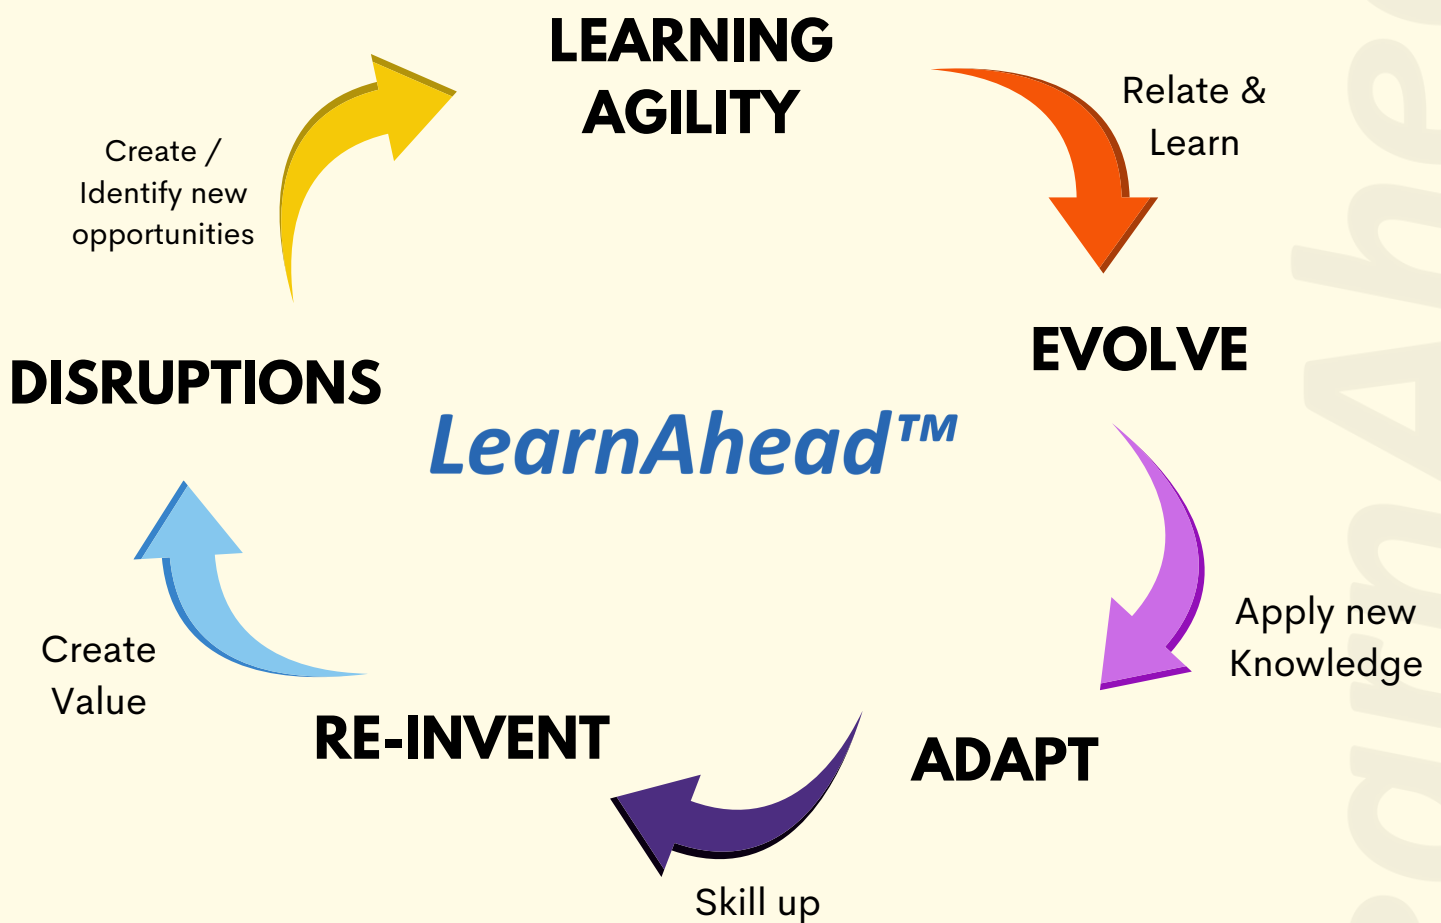 LEARNING
AGILITY
Relate &
Learn
Create /
Identify new
opportunities
EVOLVE
DISRUPTIONS
LearnAhead™
Apply new
Knowledge
Create
Value
RE-INVENT
ADAPT
Skill up
LearnAhead